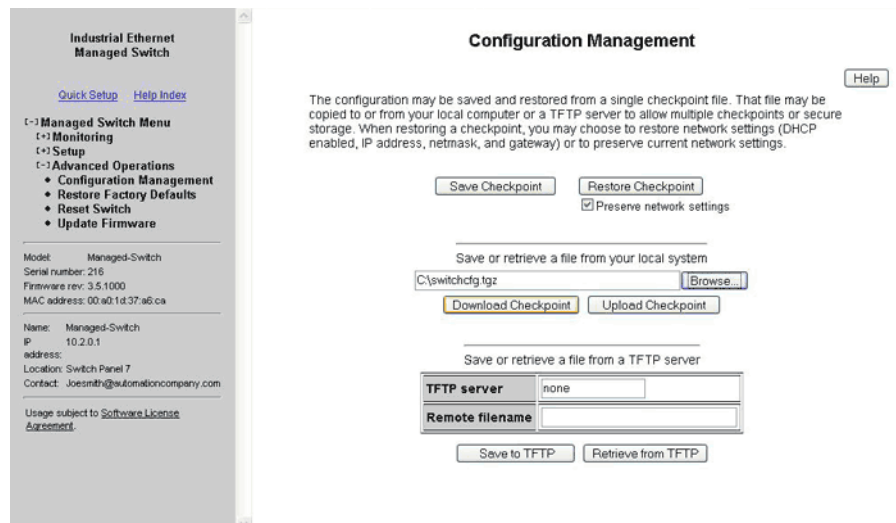 Industrial Ethernet
Managed Switch
Quick Setup Help Index
[-] Managed Switch Menu
[+] Monitoring
[+] Setup
[-] Advanced Operations
Configuration Management
Restore Factory Defaults
Reset Switch
Update Firmware
Model: Managed-Switch
Serial number: 216
Firmware rev: 3.5.1000
MAC address: 00:a0:1d:37:a6:ca
Name: Managed-Switch
IP address: 10.2.0.1
Location: Switch Panel 7
Contact: Joesmith@automationcompany.com
Usage subject to Software License
Agreement.
Configuration Management
Help
The configuration may be saved and restored from a single checkpoint file. That file may be
copied to or from your local computer or a TFTP server to allow multiple checkpoints or secure
storage. When restoring a checkpoint, you may choose to restore network settings (DHCP
enabled, IP address, netmask, and gateway) or to preserve current network settings.
Save Checkpoint Restore Checkpoint
Preserve network settings
Save or retrieve a file from your local system
C:\switchcfg.tgz Browse...
Download Checkpoint Upload Checkpoint
Save or retrieve a file from a TFTP server
TFTP server none
Remote filename
Save to TFTP Retrieve from TFTP